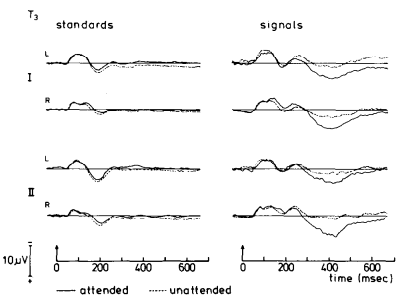 T3
standards signals
L
I
R
L
II
R
10µV
−
+
0 200 400 600 0 200 400 600
time (msec)
attended unattended